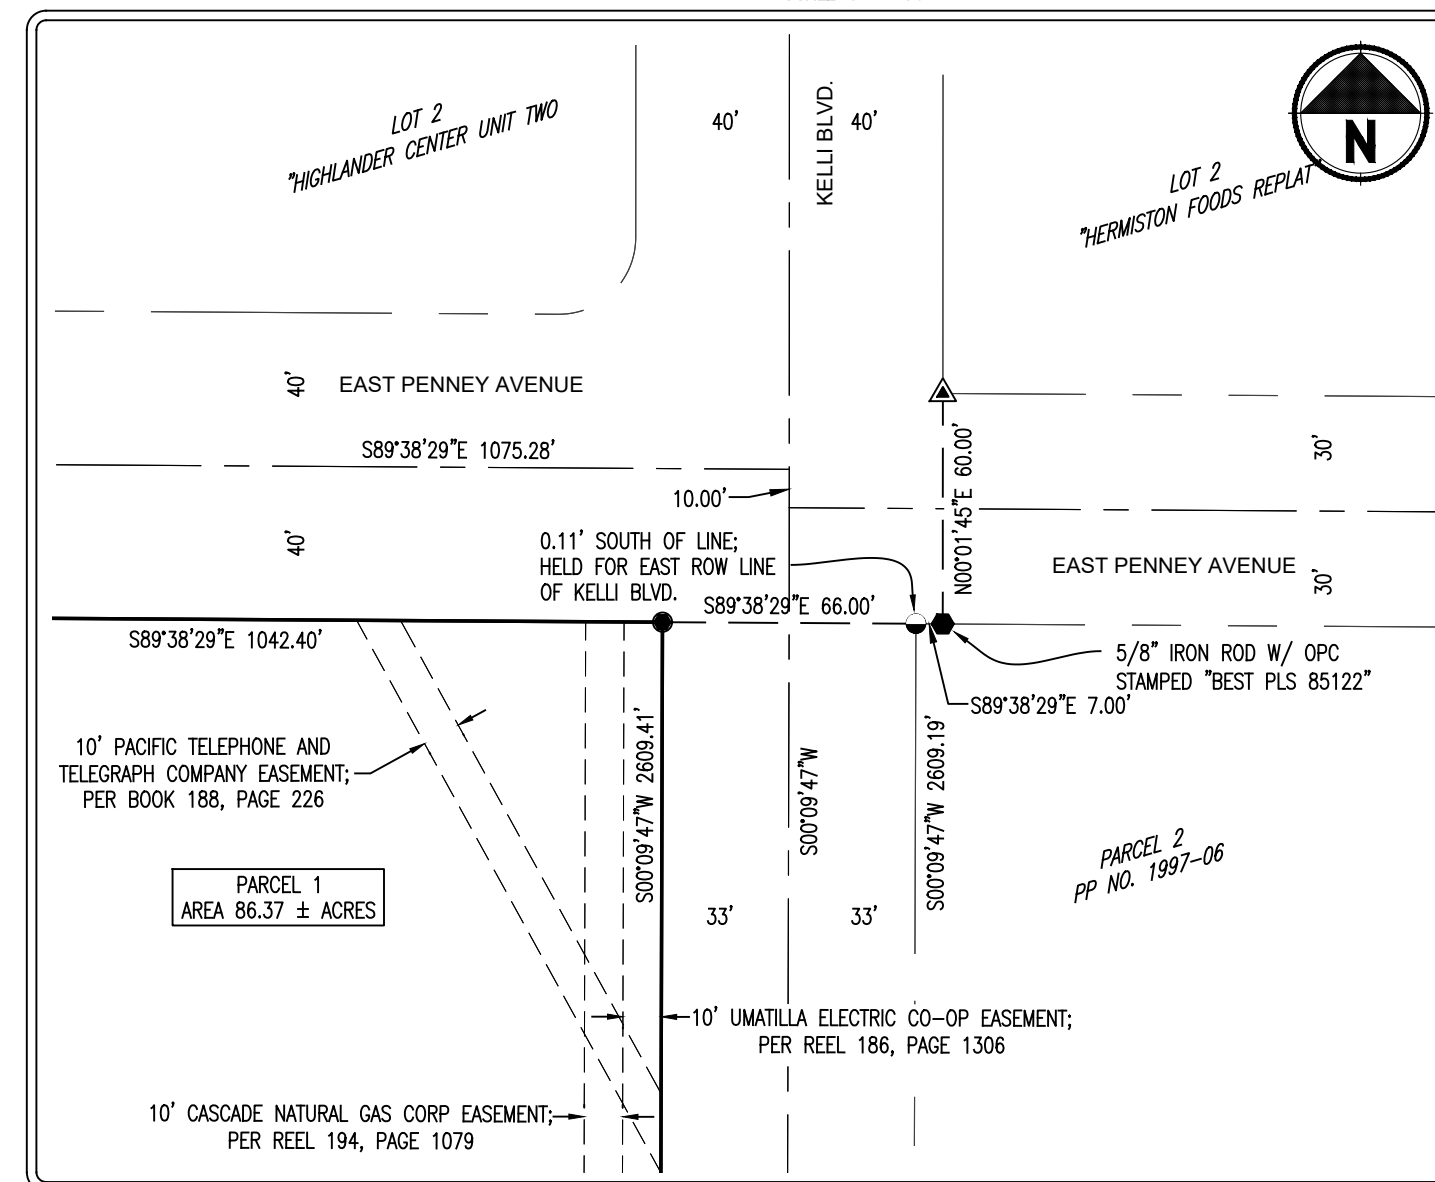 LOT 2
"HIGHLANDER CENTER UNIT TWO
40'
KELLI BLVD.
40'
LOT 2
"HERMISTON FOODS REPLAT"
N
40'
EAST PENNEY AVENUE
S89°38'29"E 1075.28'
10.00'
40'
0.11' SOUTH OF LINE;
HELD FOR EAST ROW LINE
OF KELLI BLVD.
N00°01'45"E 60.00'
30'
EAST PENNEY AVENUE
30'
S89°38'29"E 66.00'
S89°38'29"E 1042.40'
5/8" IRON ROD W/ OPC
STAMPED "BEST PLS 85122"
S89°38'29"E 7.00'
10' PACIFIC TELEPHONE AND
TELEGRAPH COMPANY EASEMENT;
PER BOOK 188, PAGE 226
S00°09'47"W 2609.41'
S00°09'47"W
S00°09'47"W 2609.19'
PARCEL 2
PP NO. 1997-06
PARCEL 1
AREA 86.37 ± ACRES
33'
33'
10' UMATILLA ELECTRIC CO-OP EASEMENT;
PER REEL 186, PAGE 1306
10' CASCADE NATURAL GAS CORP EASEMENT;
PER REEL 194, PAGE 1079